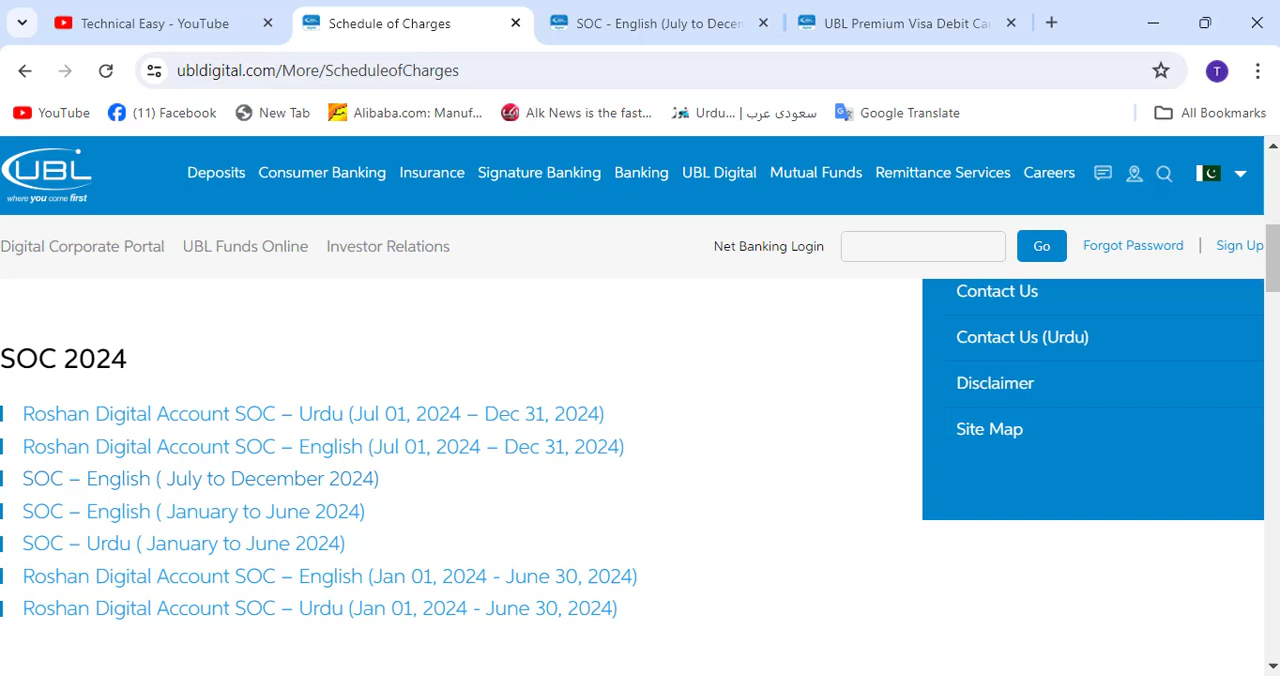 Technical Easy - YouTube
Schedule of Charges
SOC - English (July to Decen
UBL Premium Visa Debit Ca
ubldigital.com/More/ScheduleofCharges
T
YouTube
(11) Facebook
New Tab
Alibaba.com: Manuf...
Alk News is the fast...
Urdu... | سعودی عرب
Google Translate
All Bookmarks
UBL
where you come first
Deposits
Consumer Banking
Insurance
Signature Banking
Banking
UBL Digital
Mutual Funds
Remittance Services
Careers
Digital Corporate Portal
UBL Funds Online
Investor Relations
Net Banking Login
Go
Forgot Password
|
Sign Up
Contact Us
Contact Us (Urdu)
Disclaimer
Site Map
SOC 2024
Roshan Digital Account SOC – Urdu (Jul 01, 2024 – Dec 31, 2024)
Roshan Digital Account SOC – English (Jul 01, 2024 – Dec 31, 2024)
SOC – English ( July to December 2024)
SOC – English ( January to June 2024)
SOC – Urdu ( January to June 2024)
Roshan Digital Account SOC – English (Jan 01, 2024 - June 30, 2024)
Roshan Digital Account SOC – Urdu (Jan 01, 2024 - June 30, 2024)